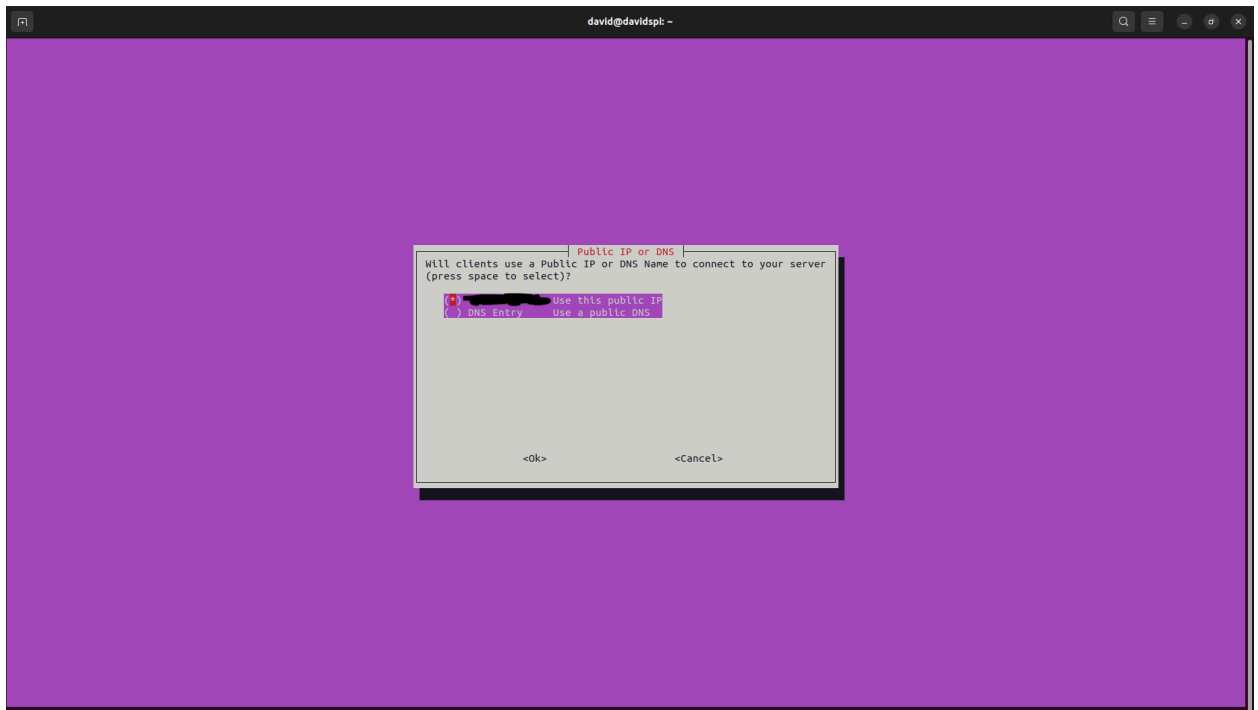 david@davidspi: ~
Public IP or DNS
Will clients use a Public IP or DNS Name to connect to your server
(press space to select)?
(*) Use this public IP
( ) DNS Entry Use a public DNS
<Ok> <Cancel>